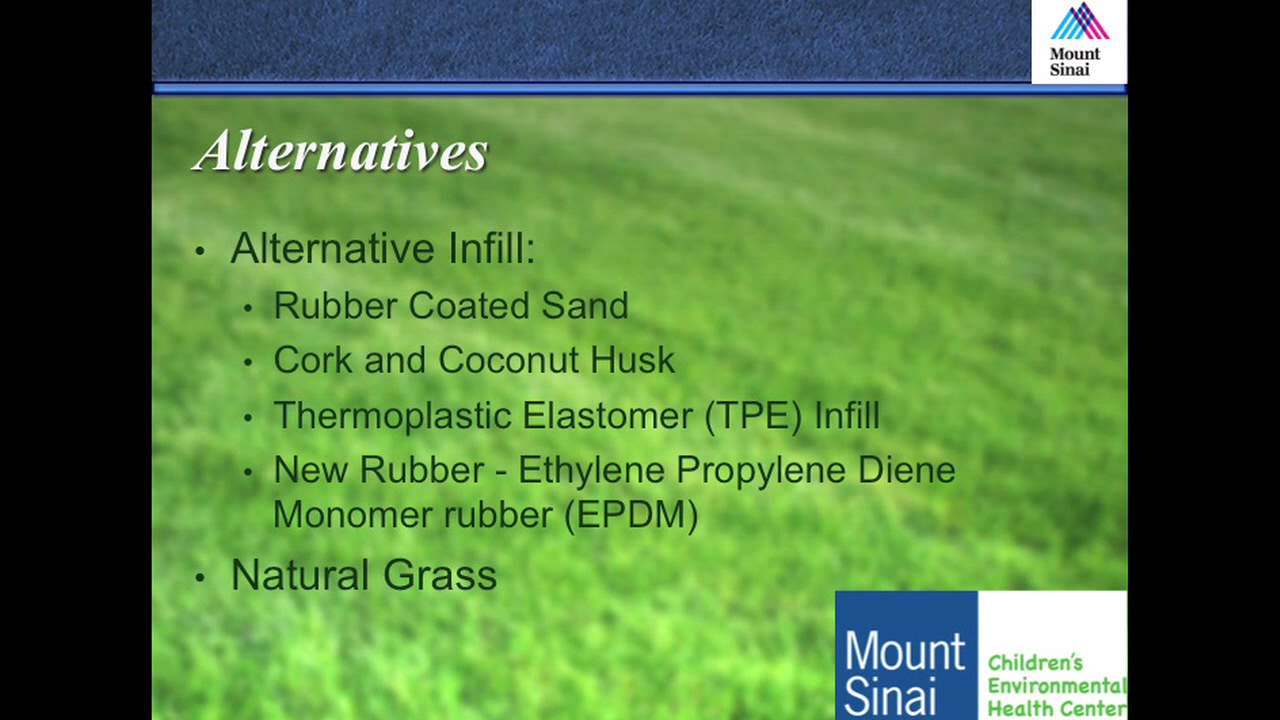 Mount
Sinai
Alternatives
• Alternative Infill:
• Rubber Coated Sand
• Cork and Coconut Husk
• Thermoplastic Elastomer (TPE) Infill
• New Rubber - Ethylene Propylene Diene
Monomer rubber (EPDM)
• Natural Grass
Mount
Sinai
Children's
Environmental
Health Center